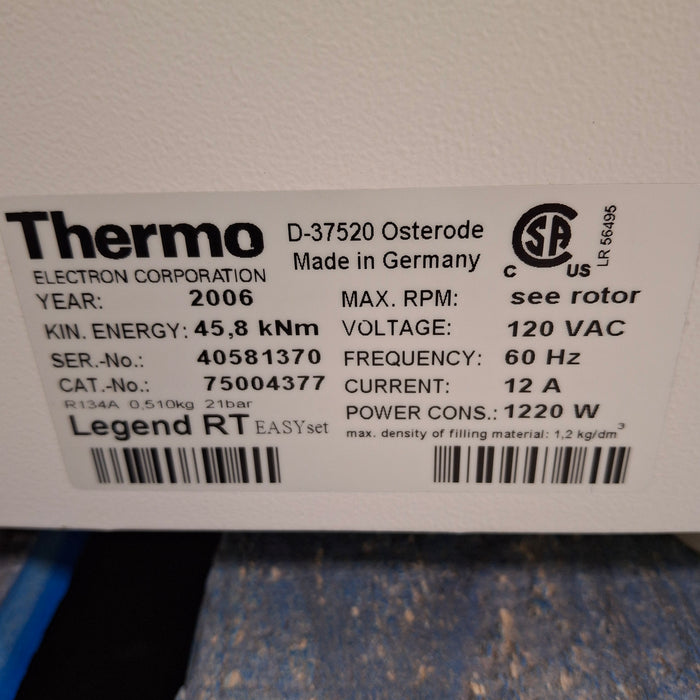 Thermo
ELECTRON CORPORATION
D-37520 Osterode
Made in Germany
CSA
C US
LR 56495
YEAR: 2006
KIN. ENERGY: 45,8 kNm
SER.-No.: 40581370
CAT.-No.: 75004377
R134A 0,510kg 21bar
Legend RT EASYset
MAX. RPM: see rotor
VOLTAGE: 120 VAC
FREQUENCY: 60 Hz
CURRENT: 12 A
POWER CONS.: 1220 W
max. density of filling material: 1,2 kg/dm³